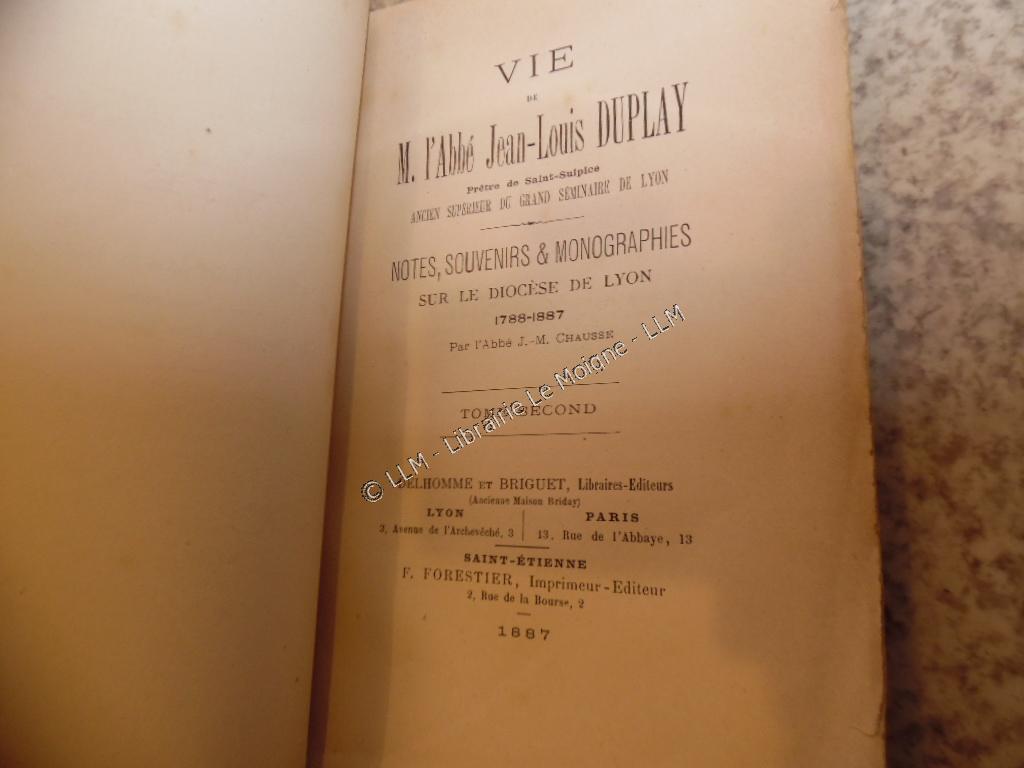 VIE
DE
M. l'Abbé Jean-Louis DUPLAY
Prêtre de Saint-Sulpice
ANCIEN SUPÉRIEUR DU GRAND SÉMINAIRE DE LYON
NOTES, SOUVENIRS & MONOGRAPHIES
SUR LE DIOCÈSE DE LYON
1788-1887
Par l'Abbé J.-M. CHAUSSE
© LLM - Librairie Le Moigne - LLM
TOME SECOND
DELHOMME ET BRIGUET, Libraires-Editeurs
(Ancienne Maison Briday)
LYON
3, Avenue de l'Archevêché, 3
PARIS
13, Rue de l'Abbaye, 13
SAINT-ÉTIENNE
F. FORESTIER, Imprimeur-Editeur
2, Rue de la Bourse, 2
1887